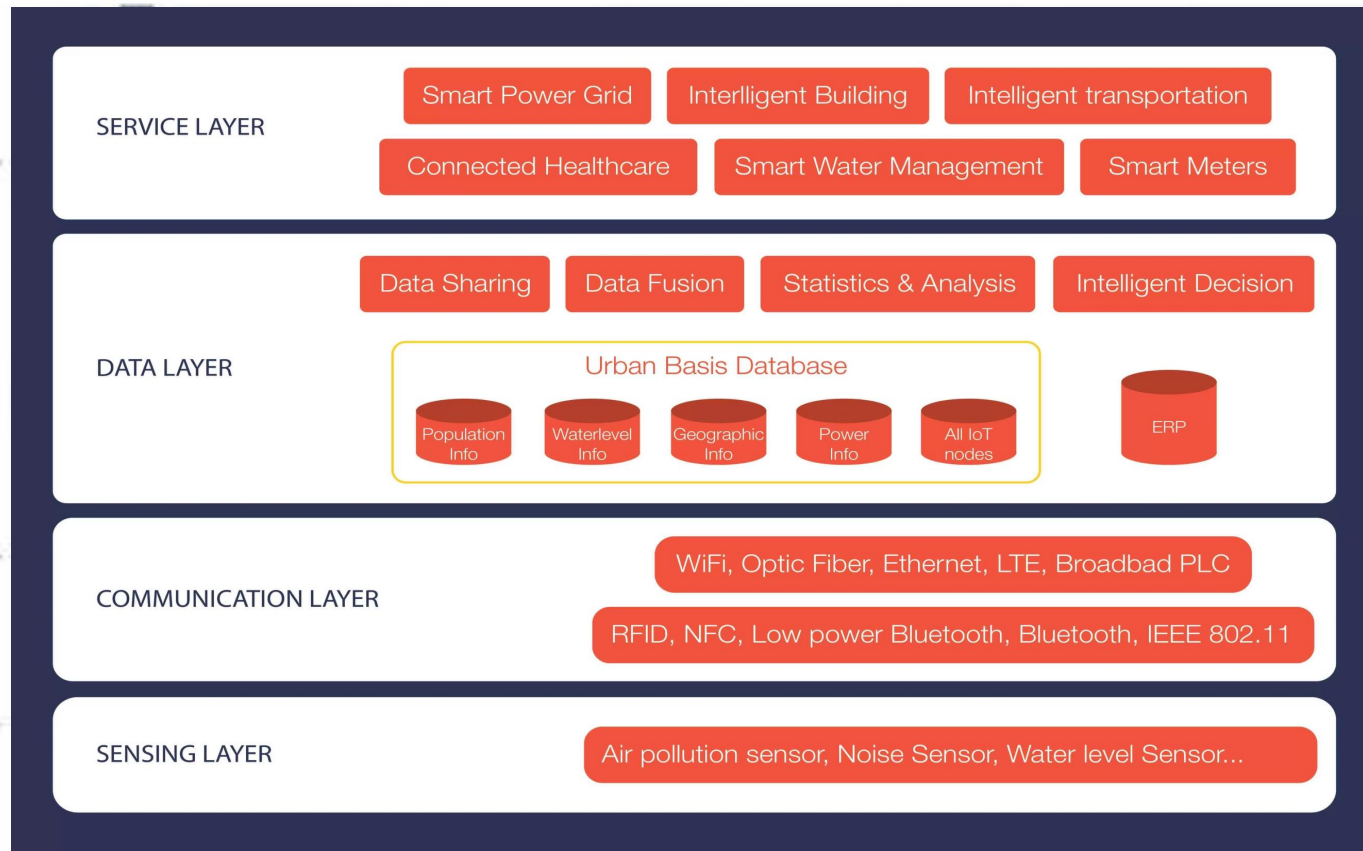 SERVICE LAYER
Smart Power Grid
Interlligent Building
Intelligent transportation
Connected Healthcare
Smart Water Management
Smart Meters
DATA LAYER
Data Sharing
Data Fusion
Statistics & Analysis
Intelligent Decision
Urban Basis Database
Population
Info
Waterlevel
Info
Geographic
Info
Power
Info
All IoT
nodes
ERP
COMMUNICATION LAYER
WiFi, Optic Fiber, Ethernet, LTE, Broadbad PLC
RFID, NFC, Low power Bluetooth, Bluetooth, IEEE 802.11
SENSING LAYER
Air pollution sensor, Noise Sensor, Water level Sensor...